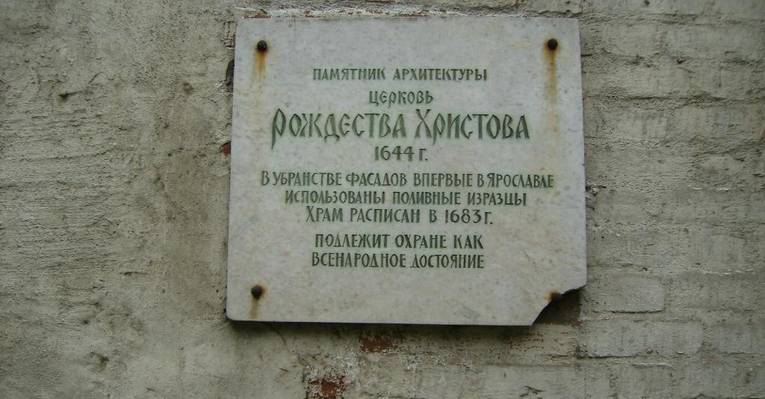 ПАМЯТНИК АРХИТЕКТУРЫ
ЦЕРКОВЬ
РОЖДЕСТВА ХРИСТОВА
1644 г.
В УБРАНСТВЕ ФАСАДОВ ВПЕРВЫЕ В ЯРОСЛАВЛЕ
ИСПОЛЬЗОВАНЫ ПОЛИВНЫЕ ИЗРАЗЦЫ
ХРАМ РАСПИСАН В 1683 г.
ПОДЛЕЖИТ ОХРАНЕ КАК
ВСЕНАРОДНОЕ ДОСТОЯНИЕ